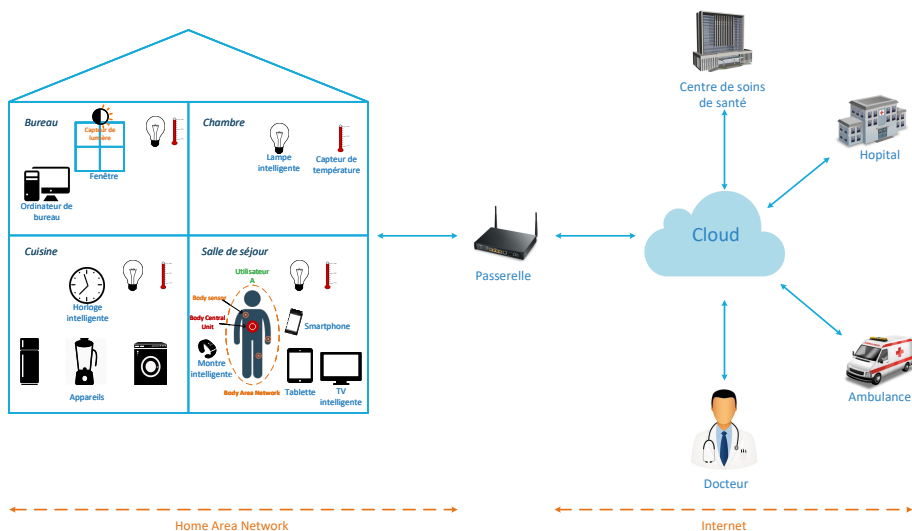 Centre de soins
de santé
Hopital
Bureau
Capteur de
lumière
Fenêtre
Ordinateur de
bureau
Chambre
Lampe
intelligente
Capteur de
température
Cuisine
Horloge
intelligente
Appareils
Salle de séjour
Utilisateur
A
Body sensor
Body Central
Unit
Smartphone
Montre
intelligente
Body Area Network
Tablette
TV
intelligente
Passerelle
Cloud
Ambulance
Docteur
Home Area Network
Internet